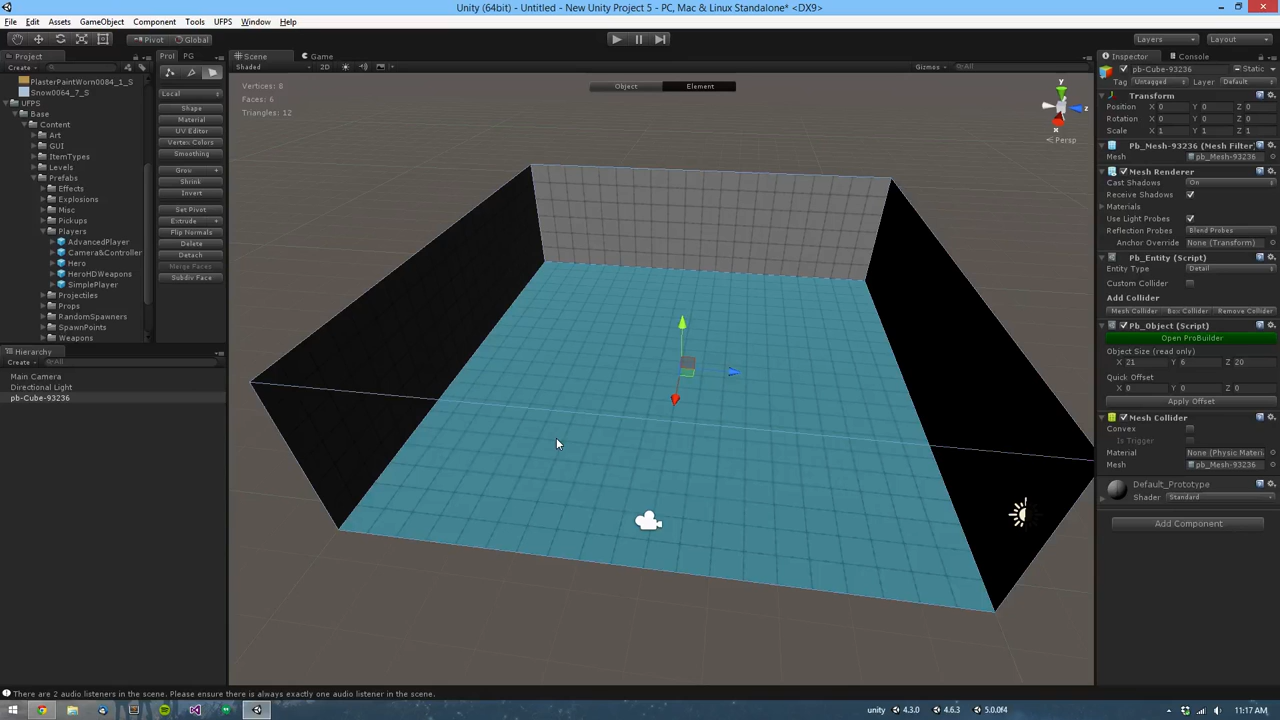 Unity (64bit) - Untitled - New Unity Project 5 - PC, Mac & Linux Standalone* <DX9>
File Edit Assets GameObject Component Tools UFPS Window Help
Pivot Global
Layers Layout
Project
Create
PlasterPaintWorn0084_1_S
Snow0064_7_S
UFPS
Base
Content
Art
GUI
ItemTypes
Levels
Prefabs
Effects
Explosions
Misc
Pickups
Players
AdvancedPlayer
Camera&Controller
Hero
HeroHDWeapons
SimplePlayer
Projectiles
Props
RandomSpawners
SpawnPoints
Weapons
Hierarchy
Create All
Main Camera
Directional Light
pb-Cube-93236
Prol PG
Local
Shape
Material
UV Editor
Vertex Colors
Smoothing
Grow +
Shrink
Invert
Set Pivot
Extrude +
Flip Normals
Delete
Detach
Merge Faces
Subdiv Face
Scene Game
Shaded 2D Gizmos All
Vertices: 8
Faces: 6
Triangles: 12
Object Element
y
z
x
Persp
Inspector Console
pb-Cube-93236 Static
Tag Untagged Layer Default
Transform
Position X 0 Y 0 Z 0
Rotation X 0 Y 0 Z 0
Scale X 1 Y 1 Z 1
Pb_Mesh-93236 (Mesh Filter)
Mesh pb_Mesh-93236
Mesh Renderer
Cast Shadows On
Receive Shadows
Materials
Use Light Probes
Reflection Probes Blend Probes
Anchor Override None (Transform)
Pb_Entity (Script)
Entity Type Detail
Custom Collider
Add Collider
Mesh Collider Box Collider Remove Collider
Pb_Object (Script)
Open ProBuilder
Object Size (read only)
X 21 Y 6 Z 20
Quick Offset
X 0 Y 0 Z 0
Apply Offset
Mesh Collider
Convex
Is Trigger
Material None (Physic Materi
Mesh pb_Mesh-93236
Default_Prototype
Shader Standard
Add Component
There are 2 audio listeners in the scene. Please ensure there is always exactly one audio listener in the scene.
unity 4.3.0 4.6.3 5.0.0f4 11:17 AM